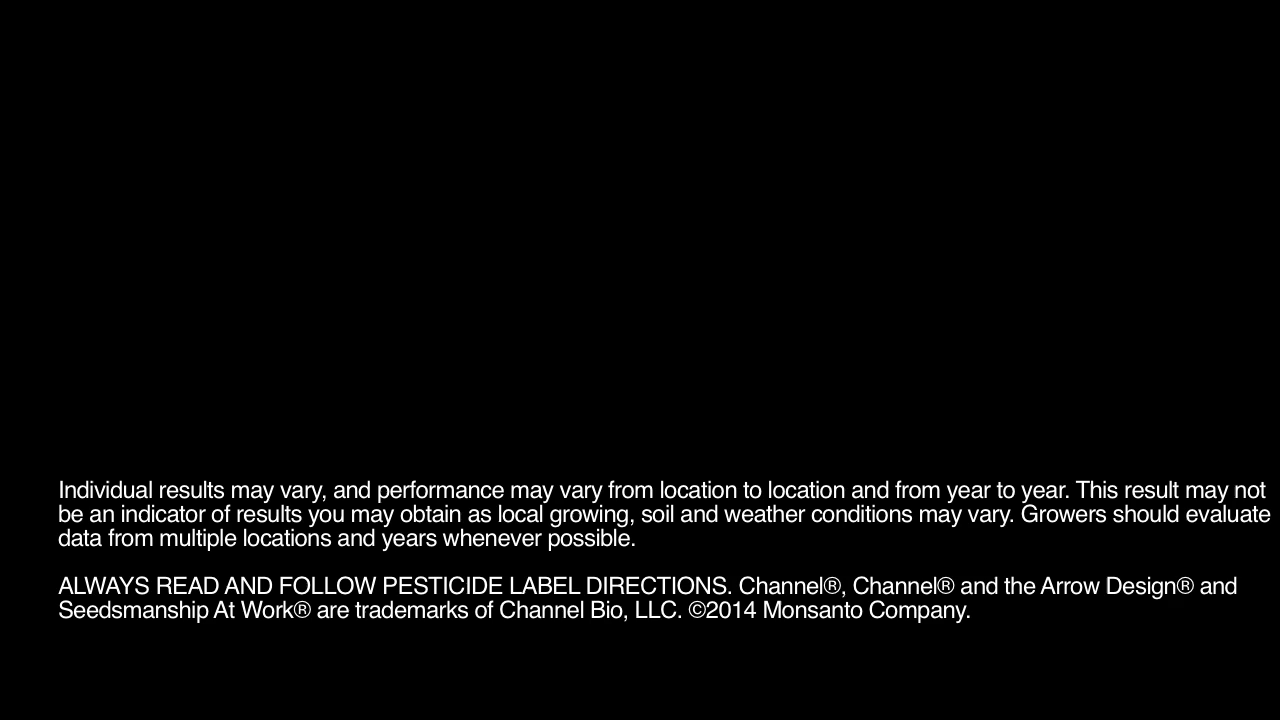 Individual results may vary, and performance may vary from location to location and from year to year. This result may not
be an indicator of results you may obtain as local growing, soil and weather conditions may vary. Growers should evaluate
data from multiple locations and years whenever possible.
ALWAYS READ AND FOLLOW PESTICIDE LABEL DIRECTIONS. Channel®, Channel® and the Arrow Design® and
Seedsmanship At Work® are trademarks of Channel Bio, LLC. ©2014 Monsanto Company.